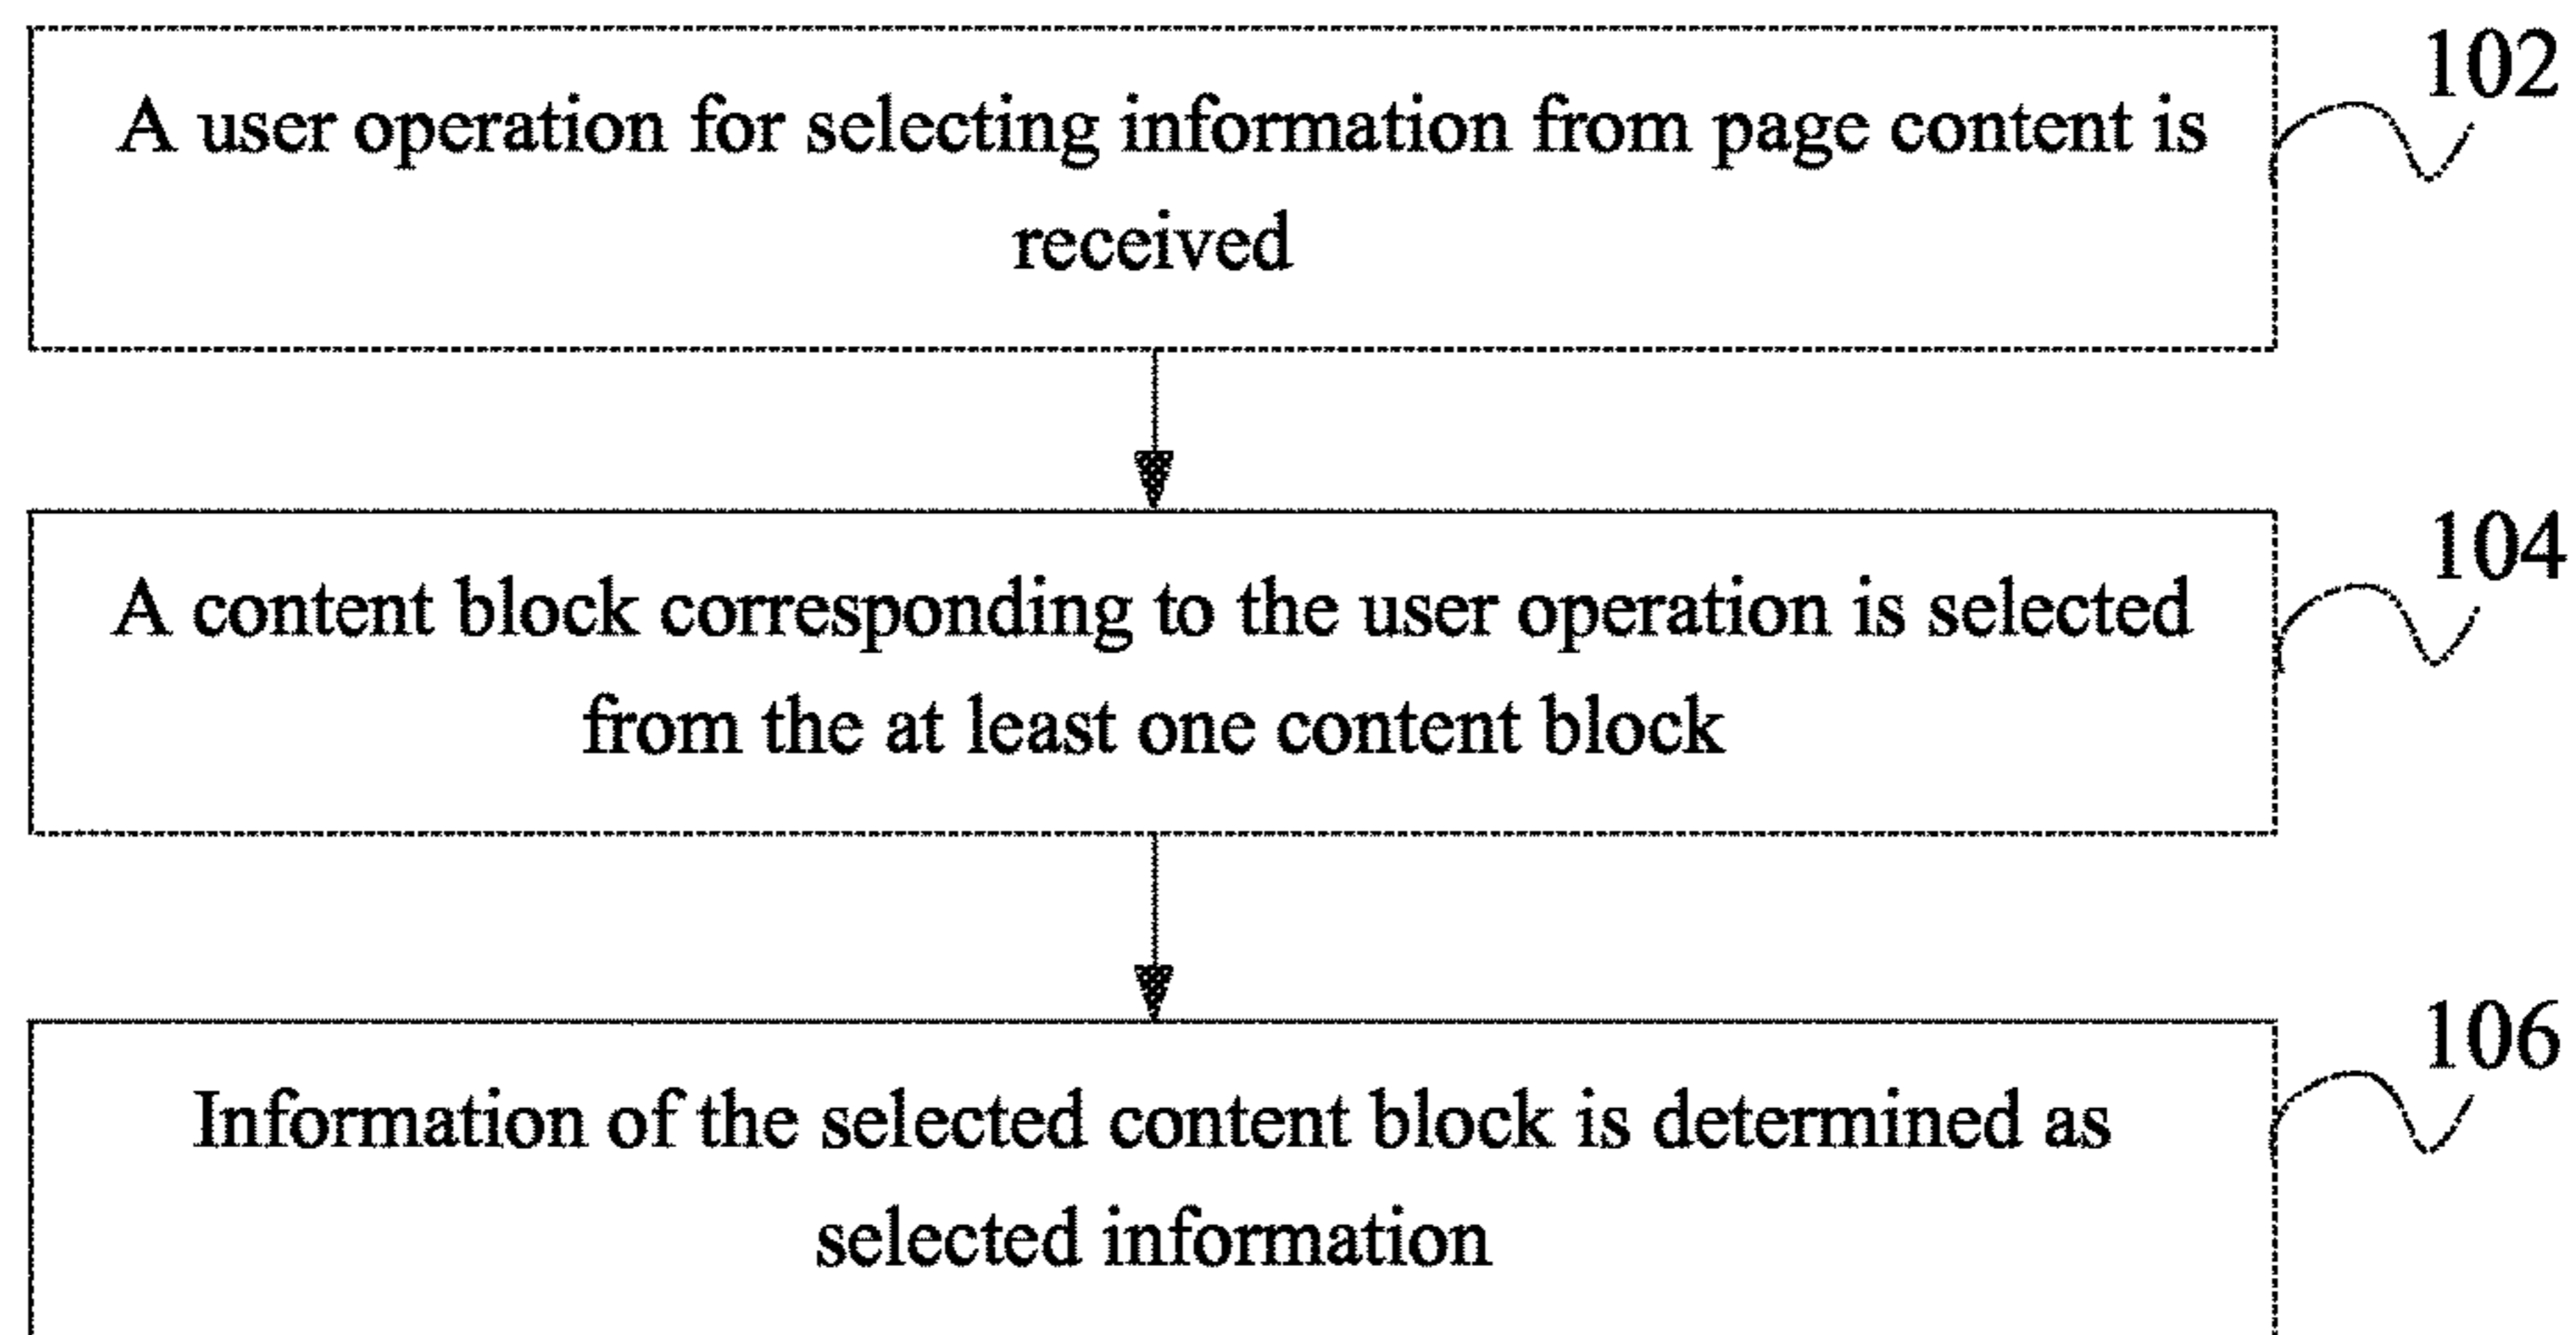 102
A user operation for selecting information from page content is
received
104
A content block corresponding to the user operation is selected
from the at least one content block
106
Information of the selected content block is determined as
selected information